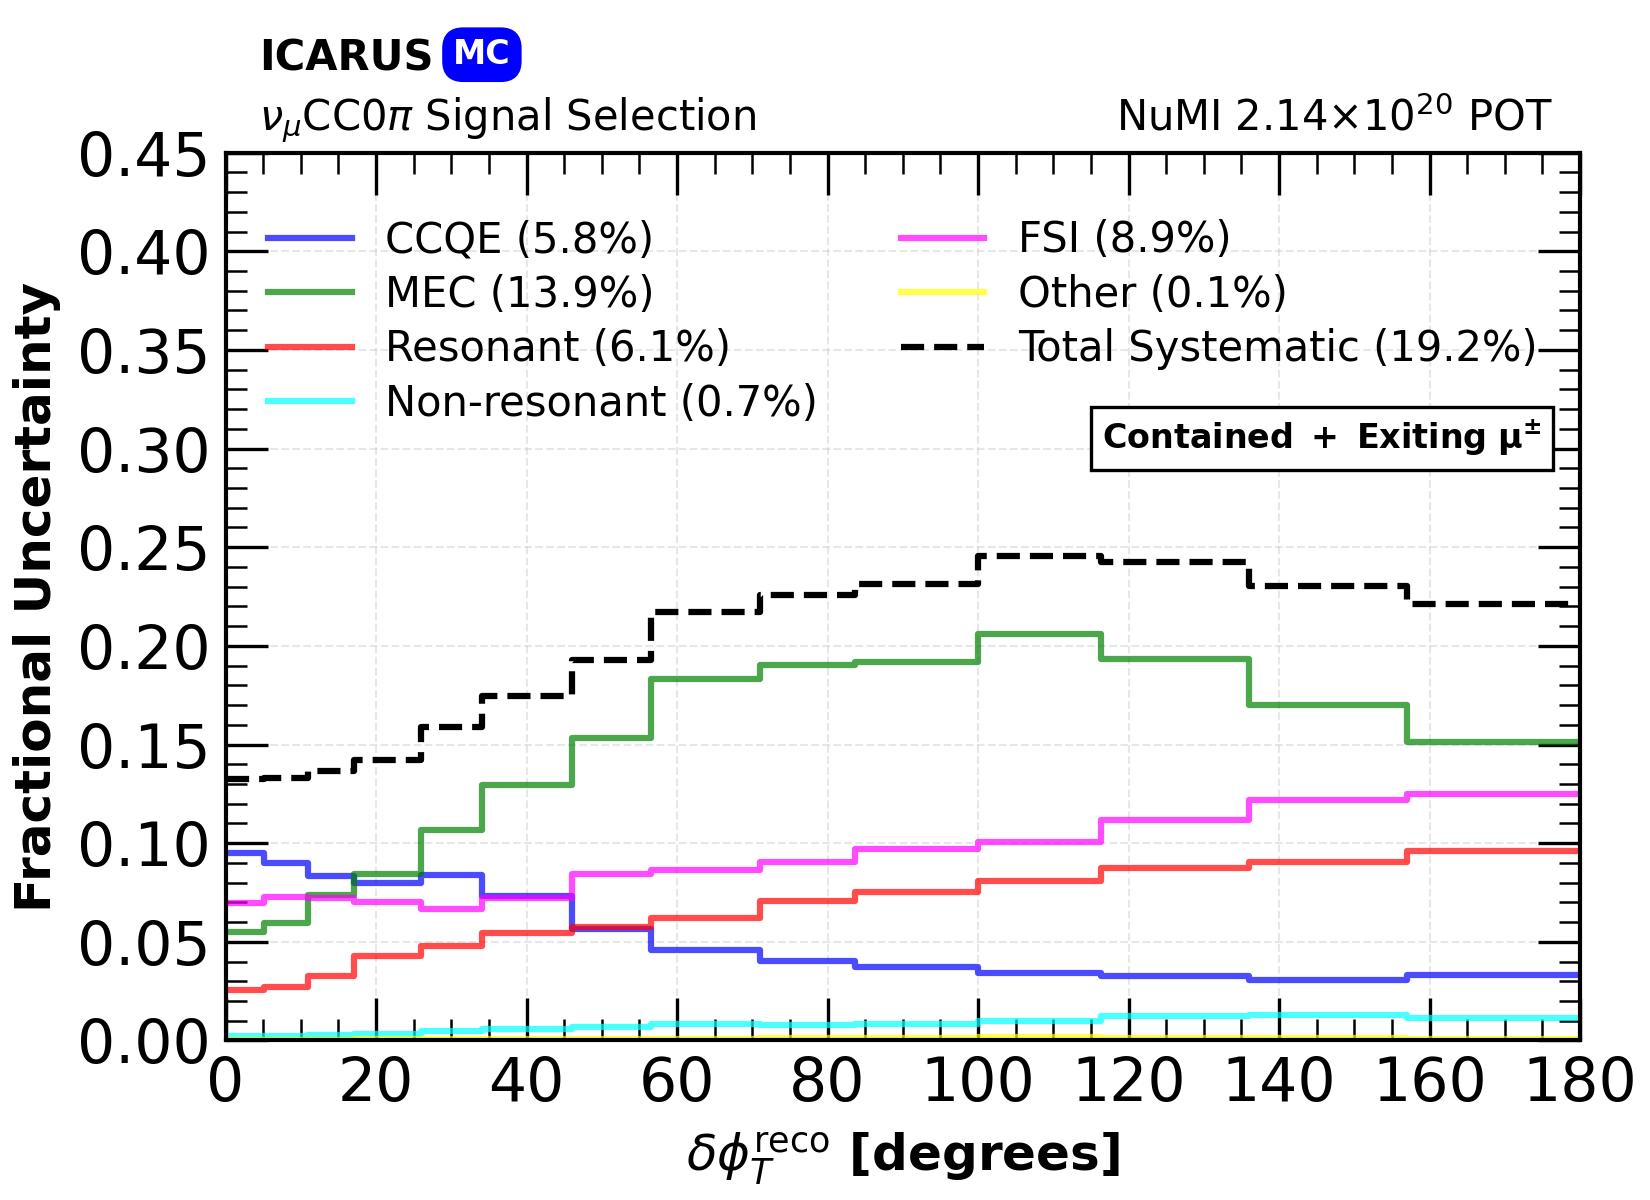 ICARUS MC
νμCC0π Signal Selection NuMI 2.14×10²⁰ POT
CCQE (5.8%)
MEC (13.9%)
Resonant (6.1%)
Non-resonant (0.7%)
FSI (8.9%)
Other (0.1%)
Total Systematic (19.2%)
Contained + Exiting μ±
Fractional Uncertainty
0.45
0.40
0.35
0.30
0.25
0.20
0.15
0.10
0.05
0.00
0 20 40 60 80 100 120 140 160 180
δϕ_T^reco [degrees]